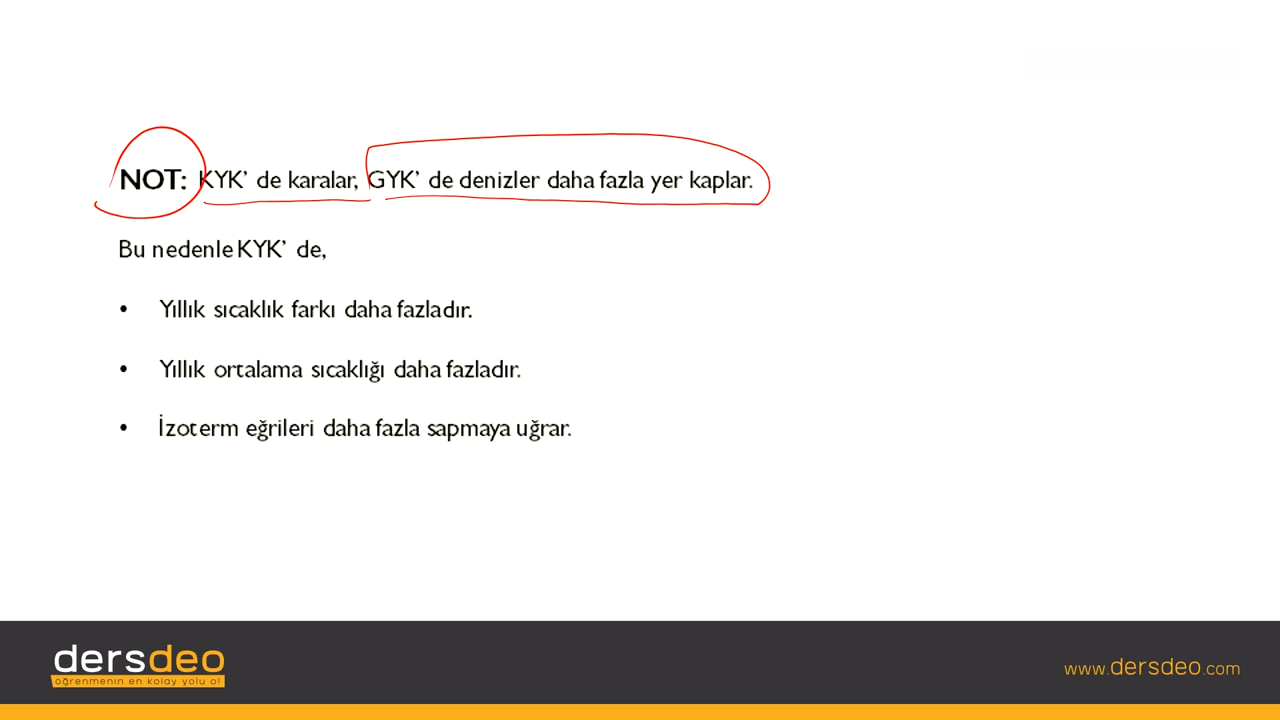 NOT: KYK' de karalar, GYK' de denizler daha fazla yer kaplar.
Bu nedenle KYK' de,
• Yıllık sıcaklık farkı daha fazladır.
• Yıllık ortalama sıcaklığı daha fazladır.
• İzoterm eğrileri daha fazla sapmaya uğrar.
dersdeo
öğrenmenin en kolay yolu o!
www.dersdeo.com